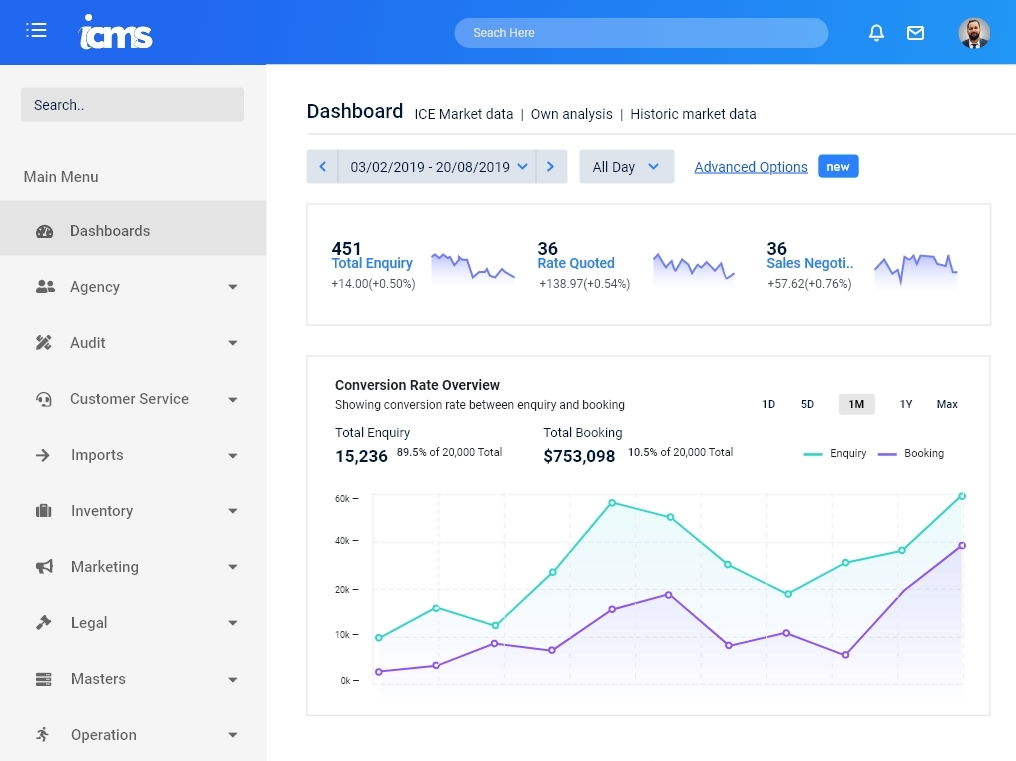 icms
Seach Here
Search..
Main Menu
Dashboards
Agency
Audit
Customer Service
Imports
Inventory
Marketing
Legal
Masters
Operation
Dashboard ICE Market data | Own analysis | Historic market data
03/02/2019 - 20/08/2019 All Day Advanced Options new
451 36 36
Total Enquiry Rate Quoted Sales Negoti..
+14.00(+0.50%) +138.97(+0.54%) +57.62(+0.76%)
Conversion Rate Overview
Showing conversion rate between enquiry and booking
1D 5D 1M 1Y Max
Total Enquiry Total Booking
15,236 89.5% of 20,000 Total $753,098 10.5% of 20,000 Total
Enquiry Booking
60k
40k
20k
10k
0k